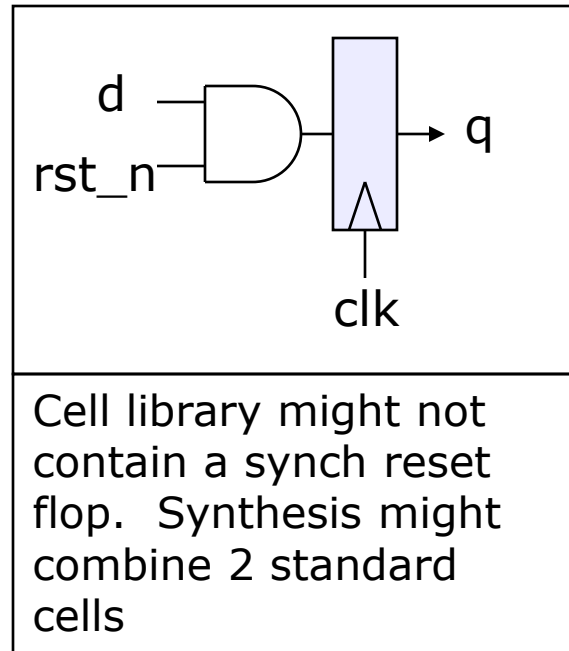 d
rst_n
q
clk
Cell library might not
contain a synch reset
flop.  Synthesis might
combine 2 standard
cells